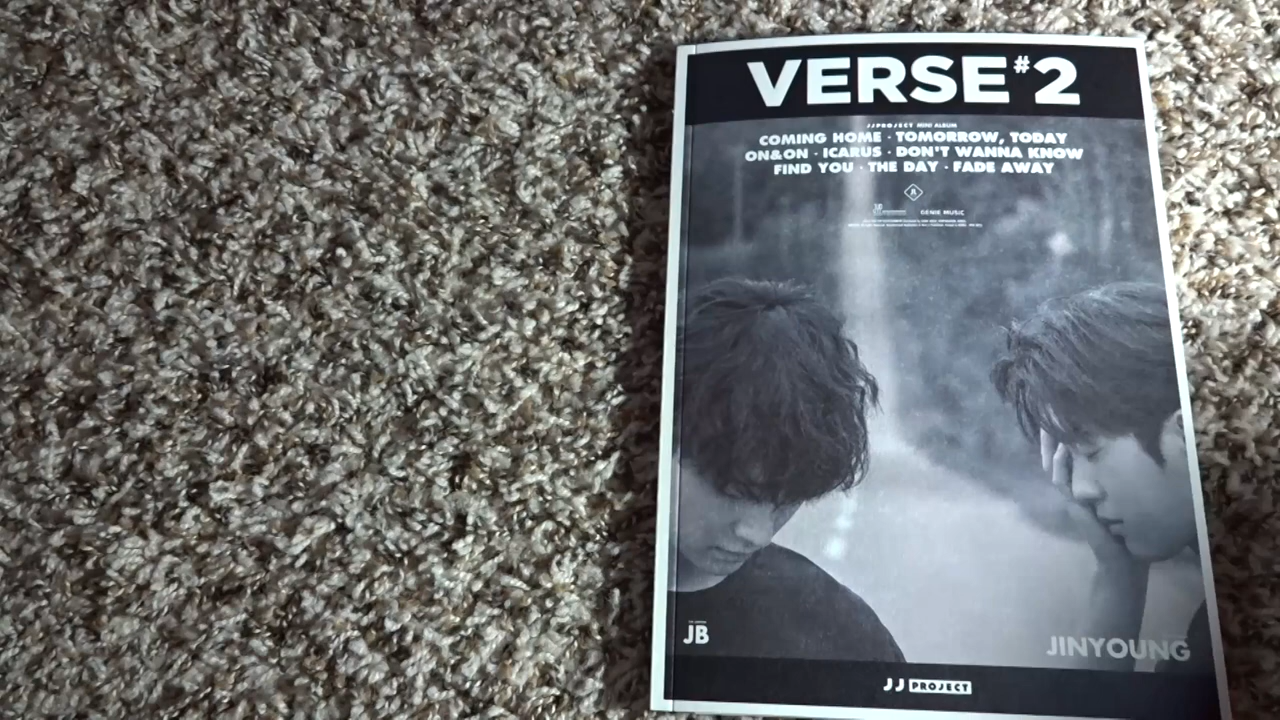 VERSE#2
JJPROJECT MINI ALBUM
COMING HOME · TOMORROW, TODAY
ON&ON · ICARUS · DON'T WANNA KNOW
FIND YOU · THE DAY · FADE AWAY
GENIE MUSIC
JB
JINYOUNG
JJ PROJECT